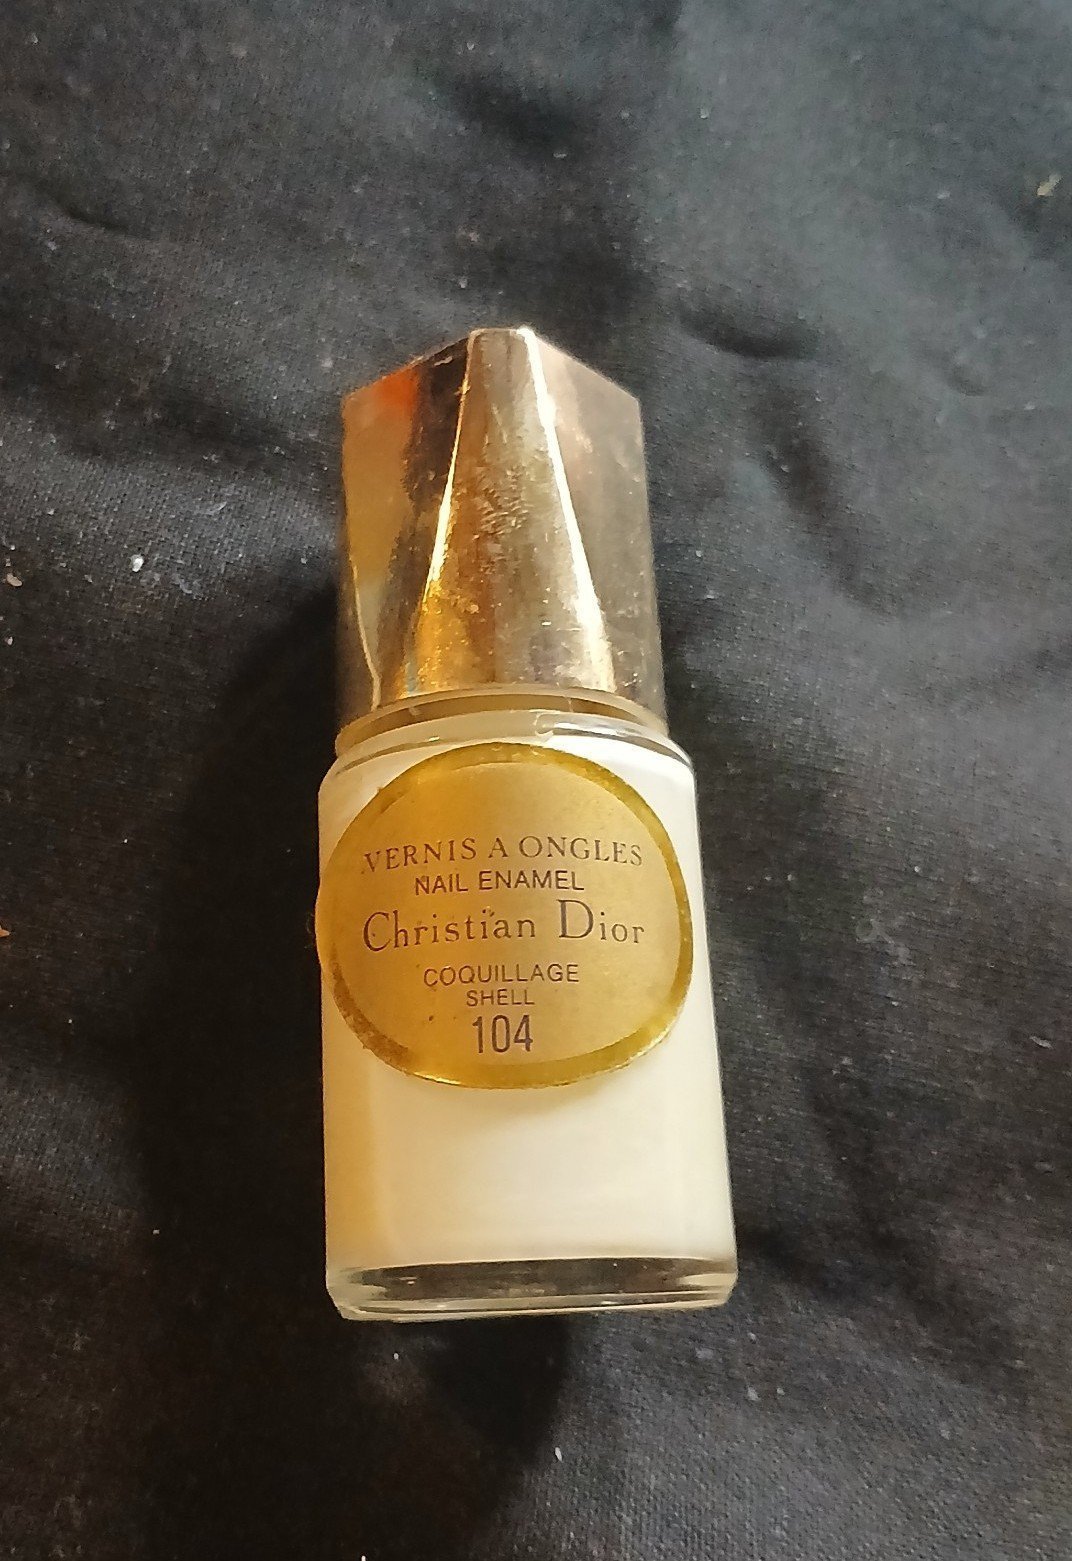 VERNIS A ONGLES
NAIL ENAMEL
Christian Dior
COQUILLAGE
SHELL
104